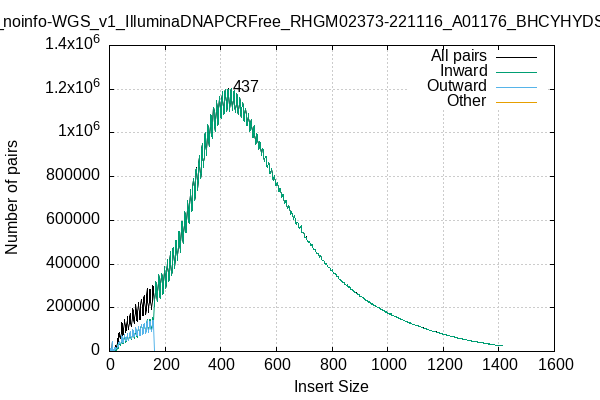 _noinfo-WGS_v1_IlluminaDNAPCRFree_RHGM02373-221116_A01176_BHCYHYDS
1.4x10^6
1.2x10^6
1x10^6
800000
600000
400000
200000
0
Number of pairs
437
All pairs
Inward
Outward
Other
0 200 400 600 800 1000 1200 1400 1600
Insert Size